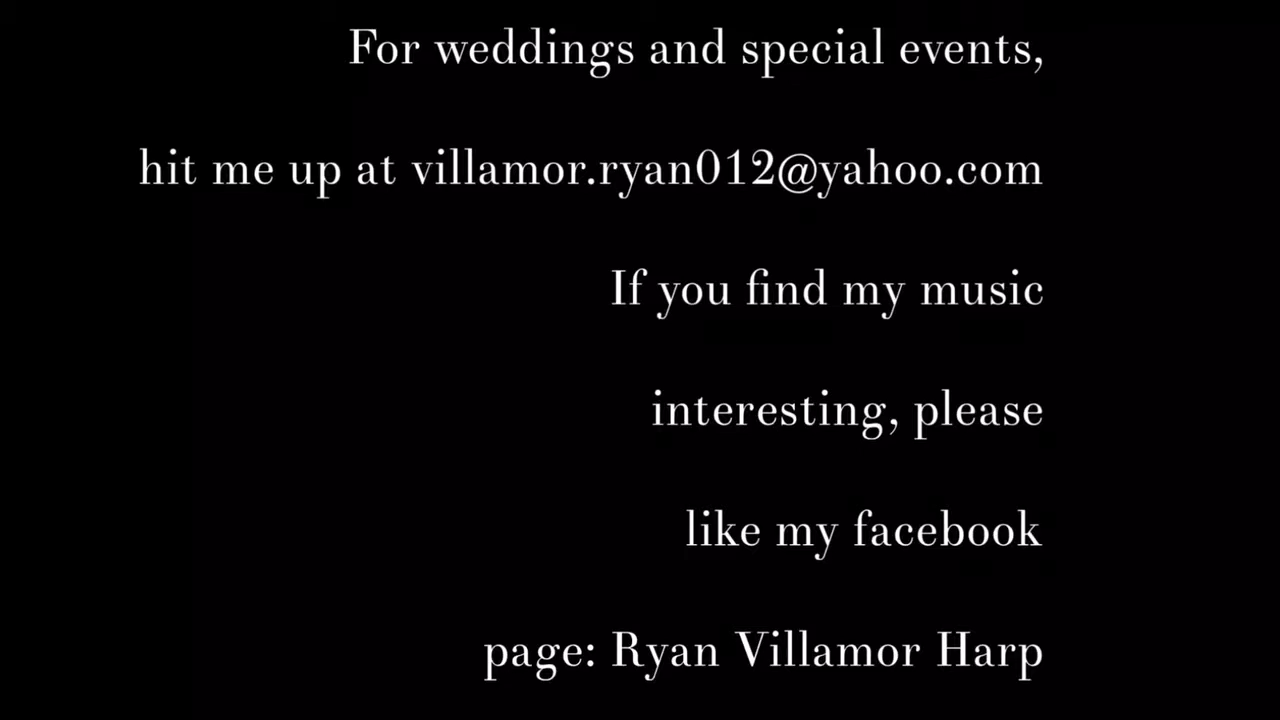 For weddings and special events,
hit me up at villamor.ryan012@yahoo.com
If you find my music
interesting, please
like my facebook
page: Ryan Villamor Harp